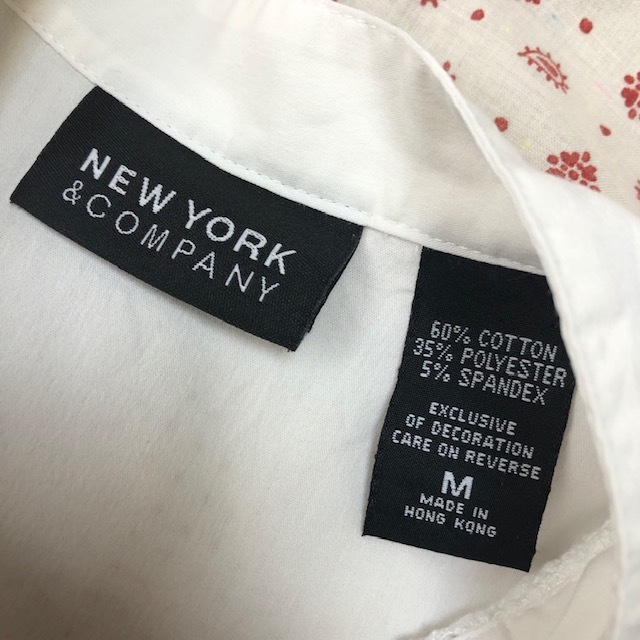 NEW YORK
&COMPANY
60% COTTON
35% POLYESTER
5% SPANDEX
EXCLUSIVE
OF DECORATION
CARE ON REVERSE
M
MADE IN
HONG KONG